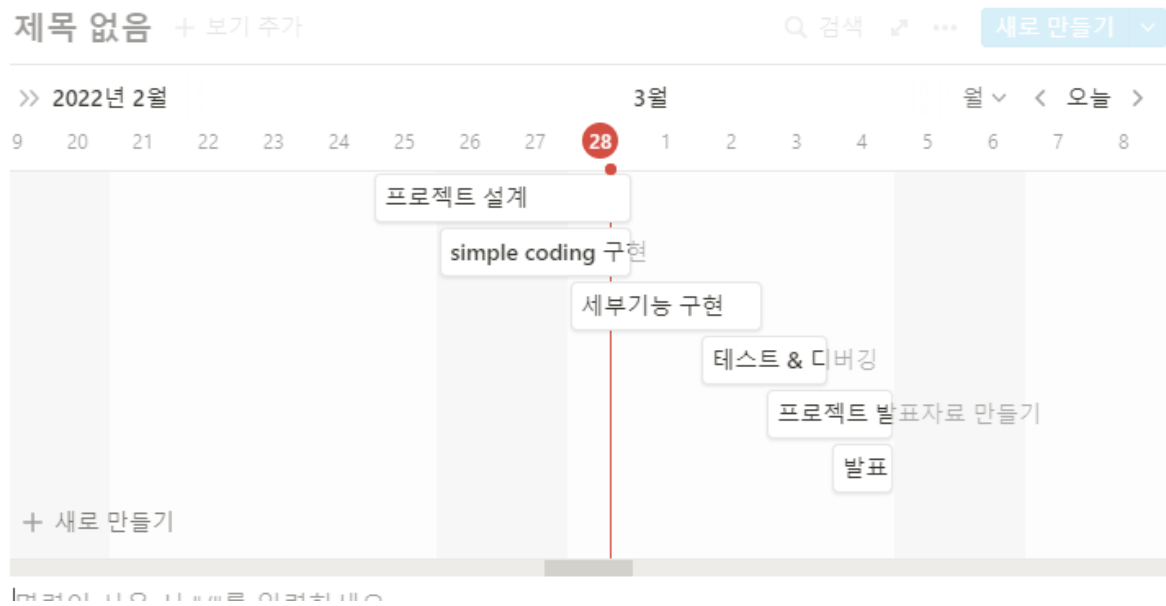 제목 없음 + 보기 추가 검색 ••• 새로 만들기
2022년 2월 3월 월 오늘
9 20 21 22 23 24 25 26 27 28 1 2 3 4 5 6 7 8
프로젝트 설계
simple coding 구현
세부기능 구현
테스트 & 디버깅
프로젝트 발표자료 만들기
발표
+ 새로 만들기